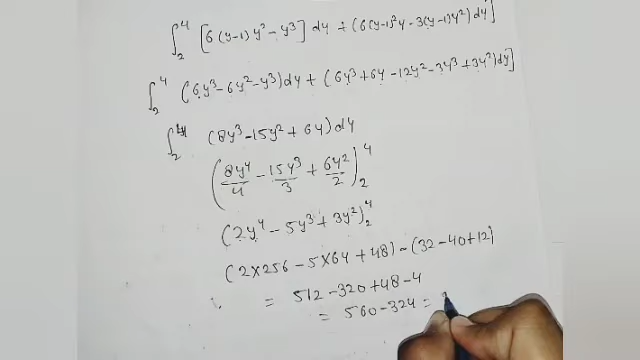 ∫₂⁴ [6(y-1)y² - y³] dy + (6(y-1)²y - 3(y-1)y²) dy]
∫₂⁴ (6y³ - 6y² - y³) dy + (6y³ + 6y - 12y² - 3y³ + 3y²) dy]
∫₂⁴ (8y³ - 15y² + 6y) dy
(8y⁴/4 - 15y³/3 + 6y²/2)₂⁴
(2y⁴ - 5y³ + 3y²)₂⁴
(2×256 - 5×64 + 48) - (32 - 40 + 12)
= 512 - 320 + 48 - 4
= 560 - 324 =